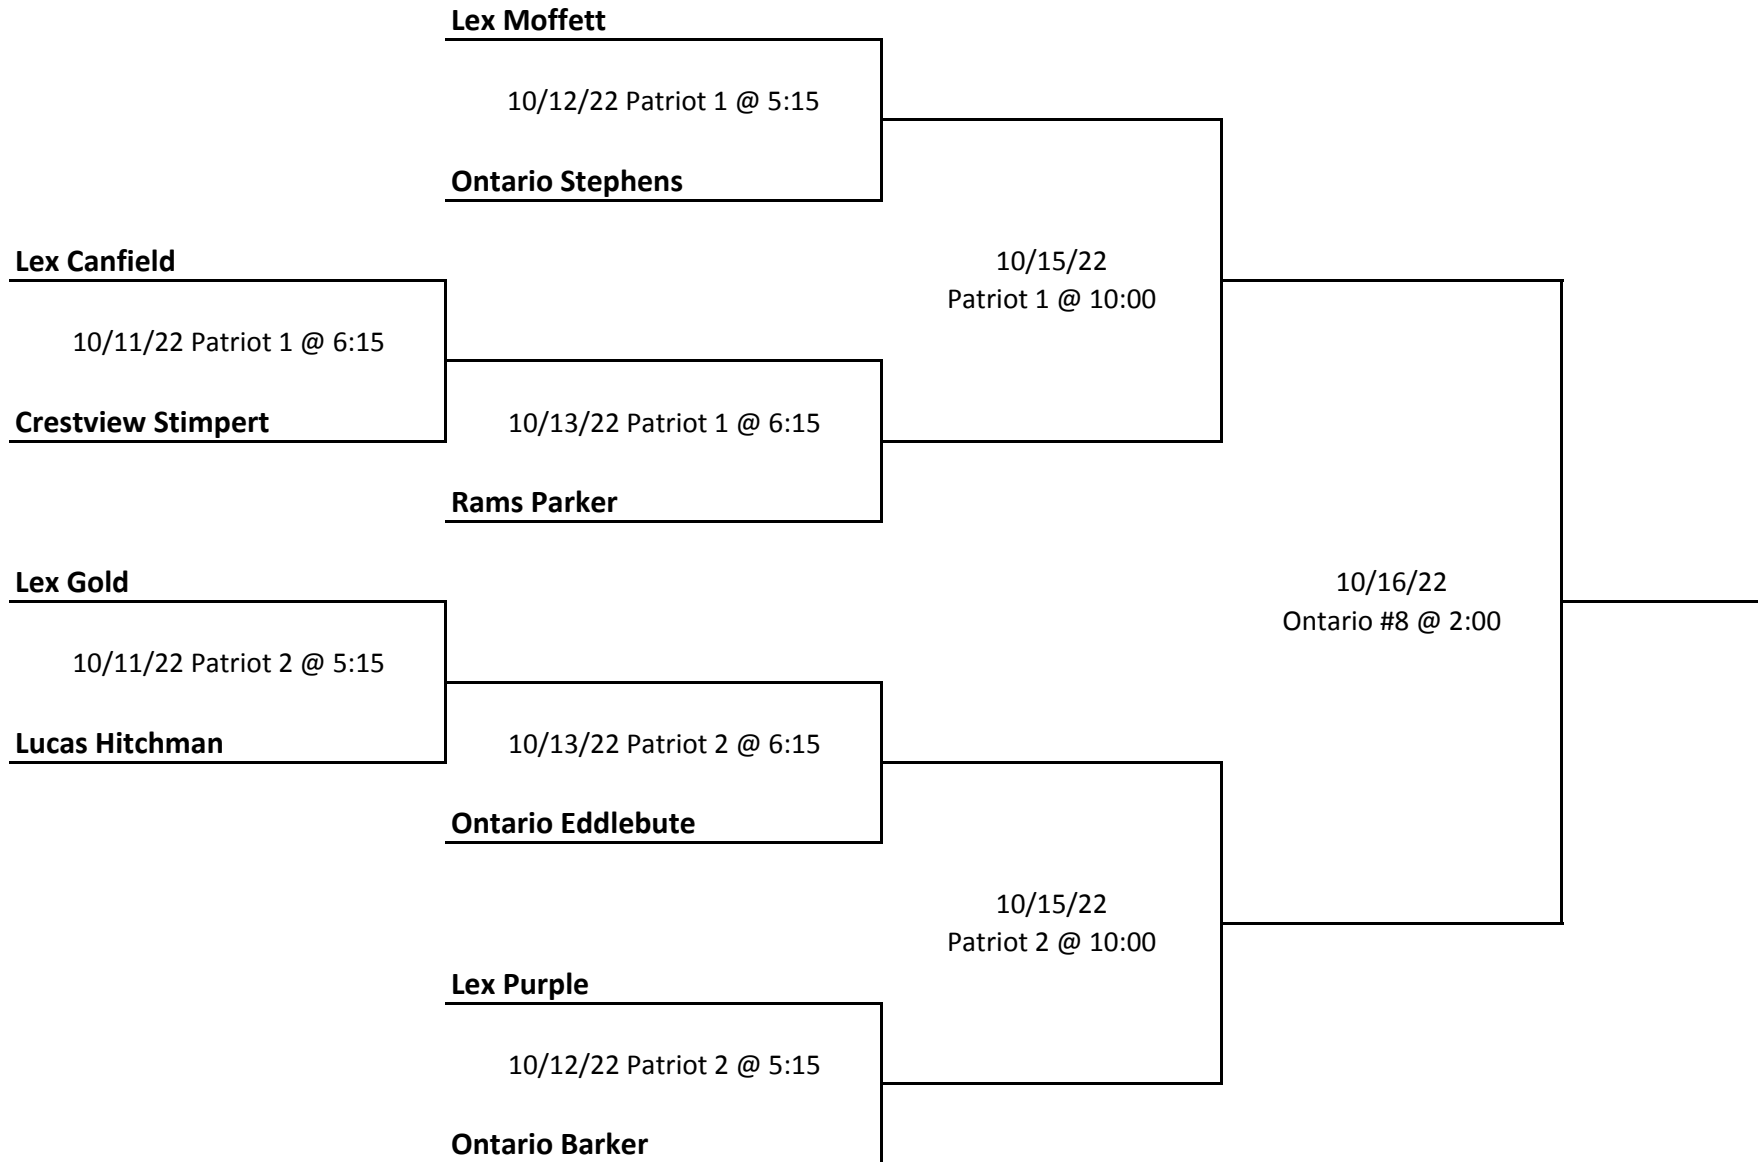 Lex Moffett
10/12/22 Patriot 1 @ 5:15
Ontario Stephens
Lex Canfield
10/15/22
Patriot 1 @ 10:00
10/11/22 Patriot 1 @ 6:15
Crestview Stimpert
10/13/22 Patriot 1 @ 6:15
Rams Parker
Lex Gold
10/16/22
Ontario #8 @ 2:00
10/11/22 Patriot 2 @ 5:15
Lucas Hitchman
10/13/22 Patriot 2 @ 6:15
Ontario Eddlebute
10/15/22
Patriot 2 @ 10:00
Lex Purple
10/12/22 Patriot 2 @ 5:15
Ontario Barker